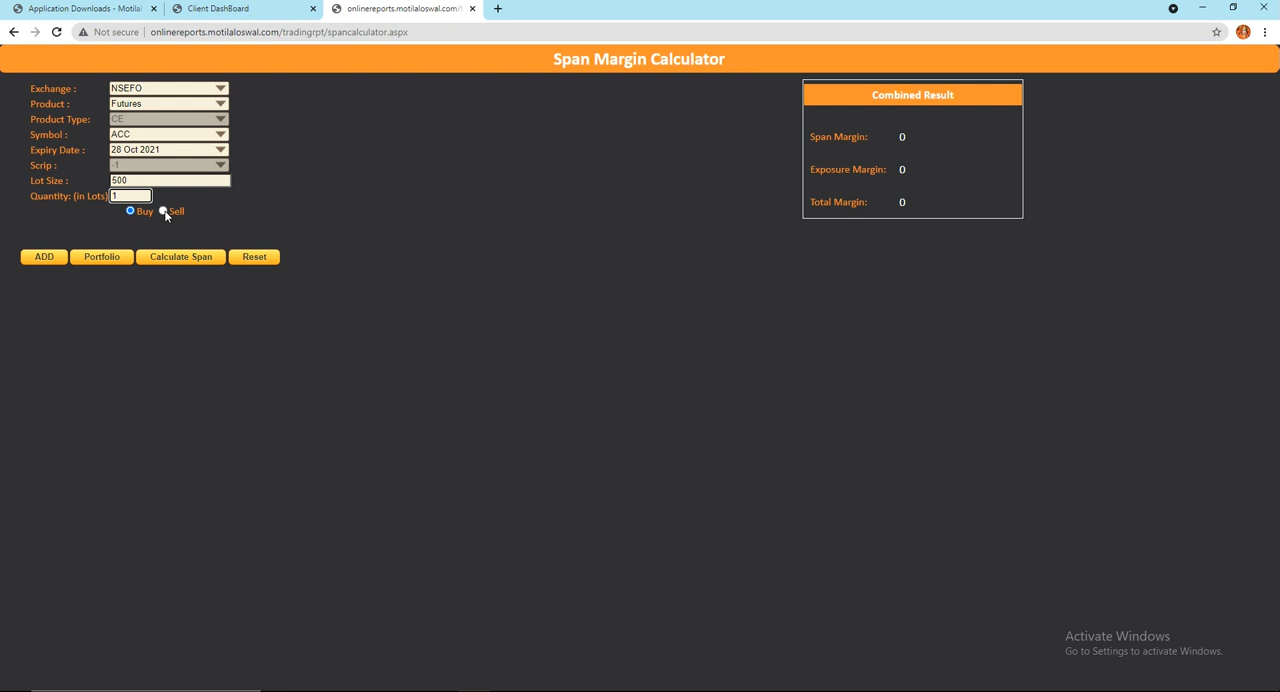 Application Downloads - Motilal
Client DashBoard
onlinereports.motilaloswal.com/t
Not secure
onlinereports.motilaloswal.com/tradingrpt/spancalculator.aspx
Span Margin Calculator
Exchange : NSEFO
Product : Futures
Product Type: CE
Symbol : ACC
Expiry Date : 28 Oct 2021
Scrip : -1
Lot Size : 500
Quantity: (in Lots) 1
Buy Sell
ADD Portfolio Calculate Span Reset
Combined Result
Span Margin: 0
Exposure Margin: 0
Total Margin: 0
Activate Windows
Go to Settings to activate Windows.